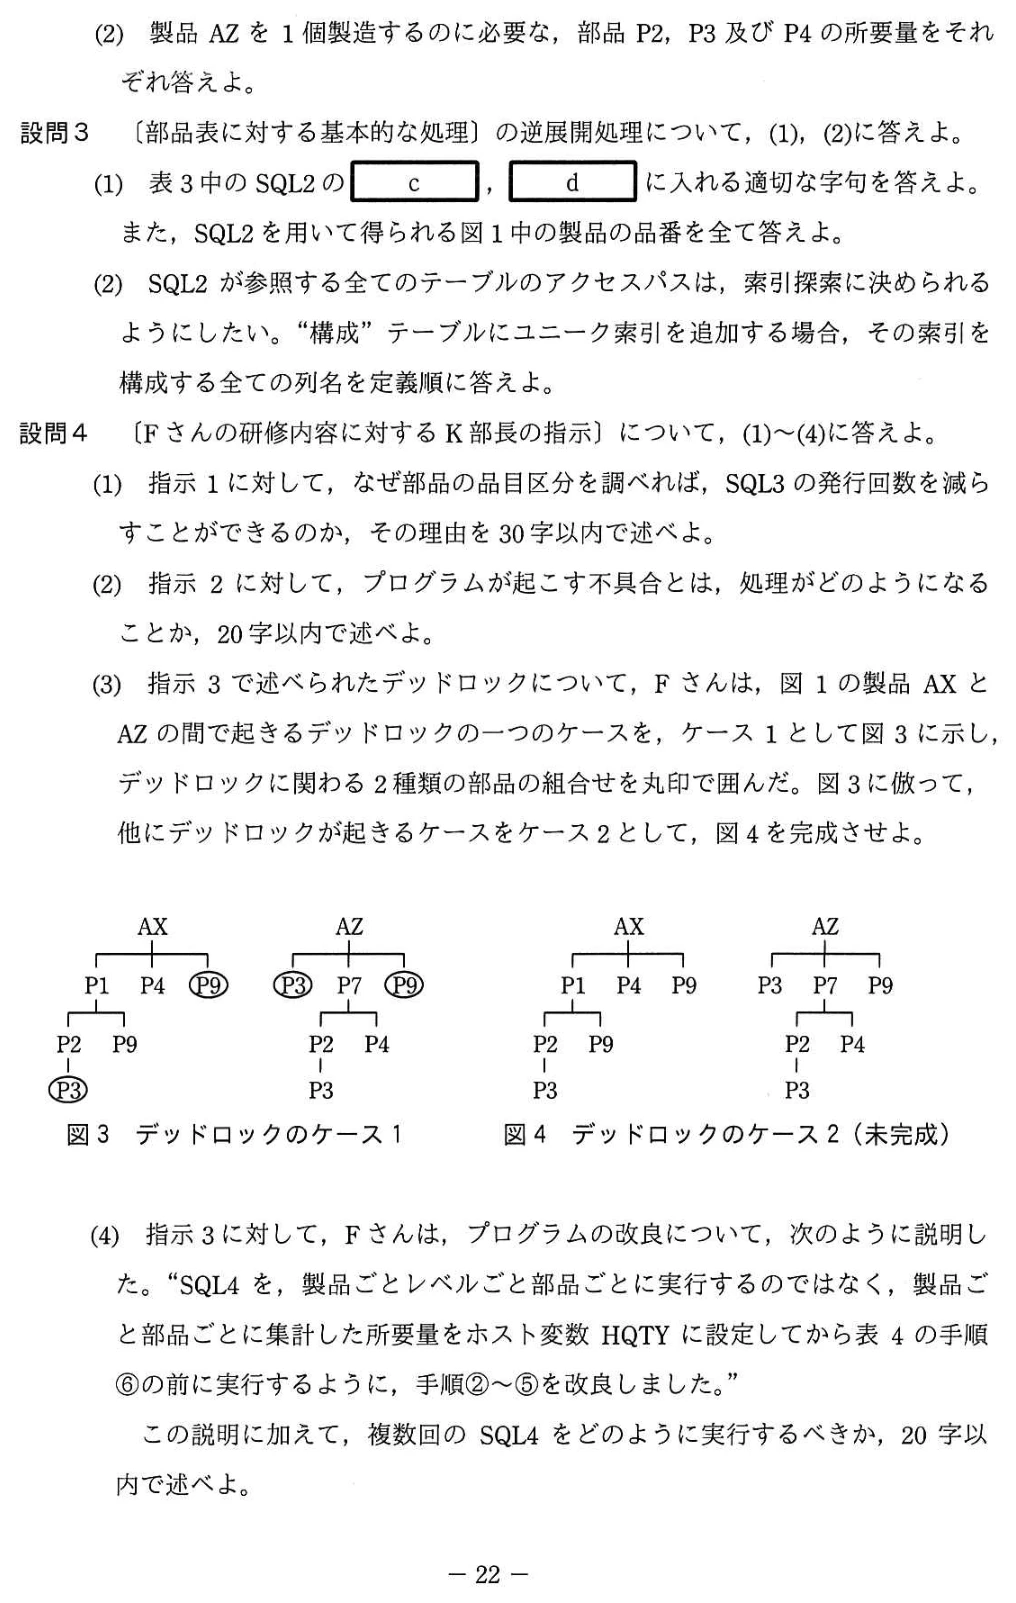 (2) 製品 AZ を 1 個製造するのに必要な，部品 P2，P3 及び P4 の所要量をそれ
ぞれ答えよ。
設問3 〔部品表に対する基本的な処理〕の逆展開処理について，(1)，(2)に答えよ。
(1) 表 3 中の SQL2 の c ， d に入れる適切な字句を答えよ。
また，SQL2 を用いて得られる図 1 中の製品の品番を全て答えよ。
(2) SQL2 が参照する全てのテーブルのアクセスパスは，索引探索に決められる
ようにしたい。“構成”テーブルにユニーク索引を追加する場合，その索引を
構成する全ての列名を定義順に答えよ。
設問4 〔F さんの研修内容に対する K 部長の指示〕について，(1)～(4)に答えよ。
(1) 指示 1 に対して，なぜ部品の品目区分を調べれば，SQL3 の発行回数を減ら
すことができるのか，その理由を 30 字以内で述べよ。
(2) 指示 2 に対して，プログラムが起こす不具合とは，処理がどのようになる
ことか，20 字以内で述べよ。
(3) 指示 3 で述べられたデッドロックについて，F さんは，図 1 の製品 AX と
AZ の間で起きるデッドロックの一つのケースを，ケース 1 として図 3 に示し，
デッドロックに関わる 2 種類の部品の組合せを丸印で囲んだ。図 3 に倣って，
他にデッドロックが起きるケースをケース 2 として，図 4 を完成させよ。
AX AZ AX AZ
P1 P4 P9 P3 P7 P9 P1 P4 P9 P3 P7 P9
P2 P9 P2 P4 P2 P9 P2 P4
P3 P3 P3 P3
図 3 デッドロックのケース 1 図 4 デッドロックのケース 2（未完成）
(4) 指示 3 に対して，F さんは，プログラムの改良について，次のように説明し
た。“SQL4 を，製品ごとレベルごと部品ごとに実行するのではなく，製品ご
と部品ごとに集計した所要量をホスト変数 HQTY に設定してから表 4 の手順
⑥の前に実行するように，手順②～⑤を改良しました。”
この説明に加えて，複数回の SQL4 をどのように実行するべきか，20 字以
内で述べよ。
－ 22 －